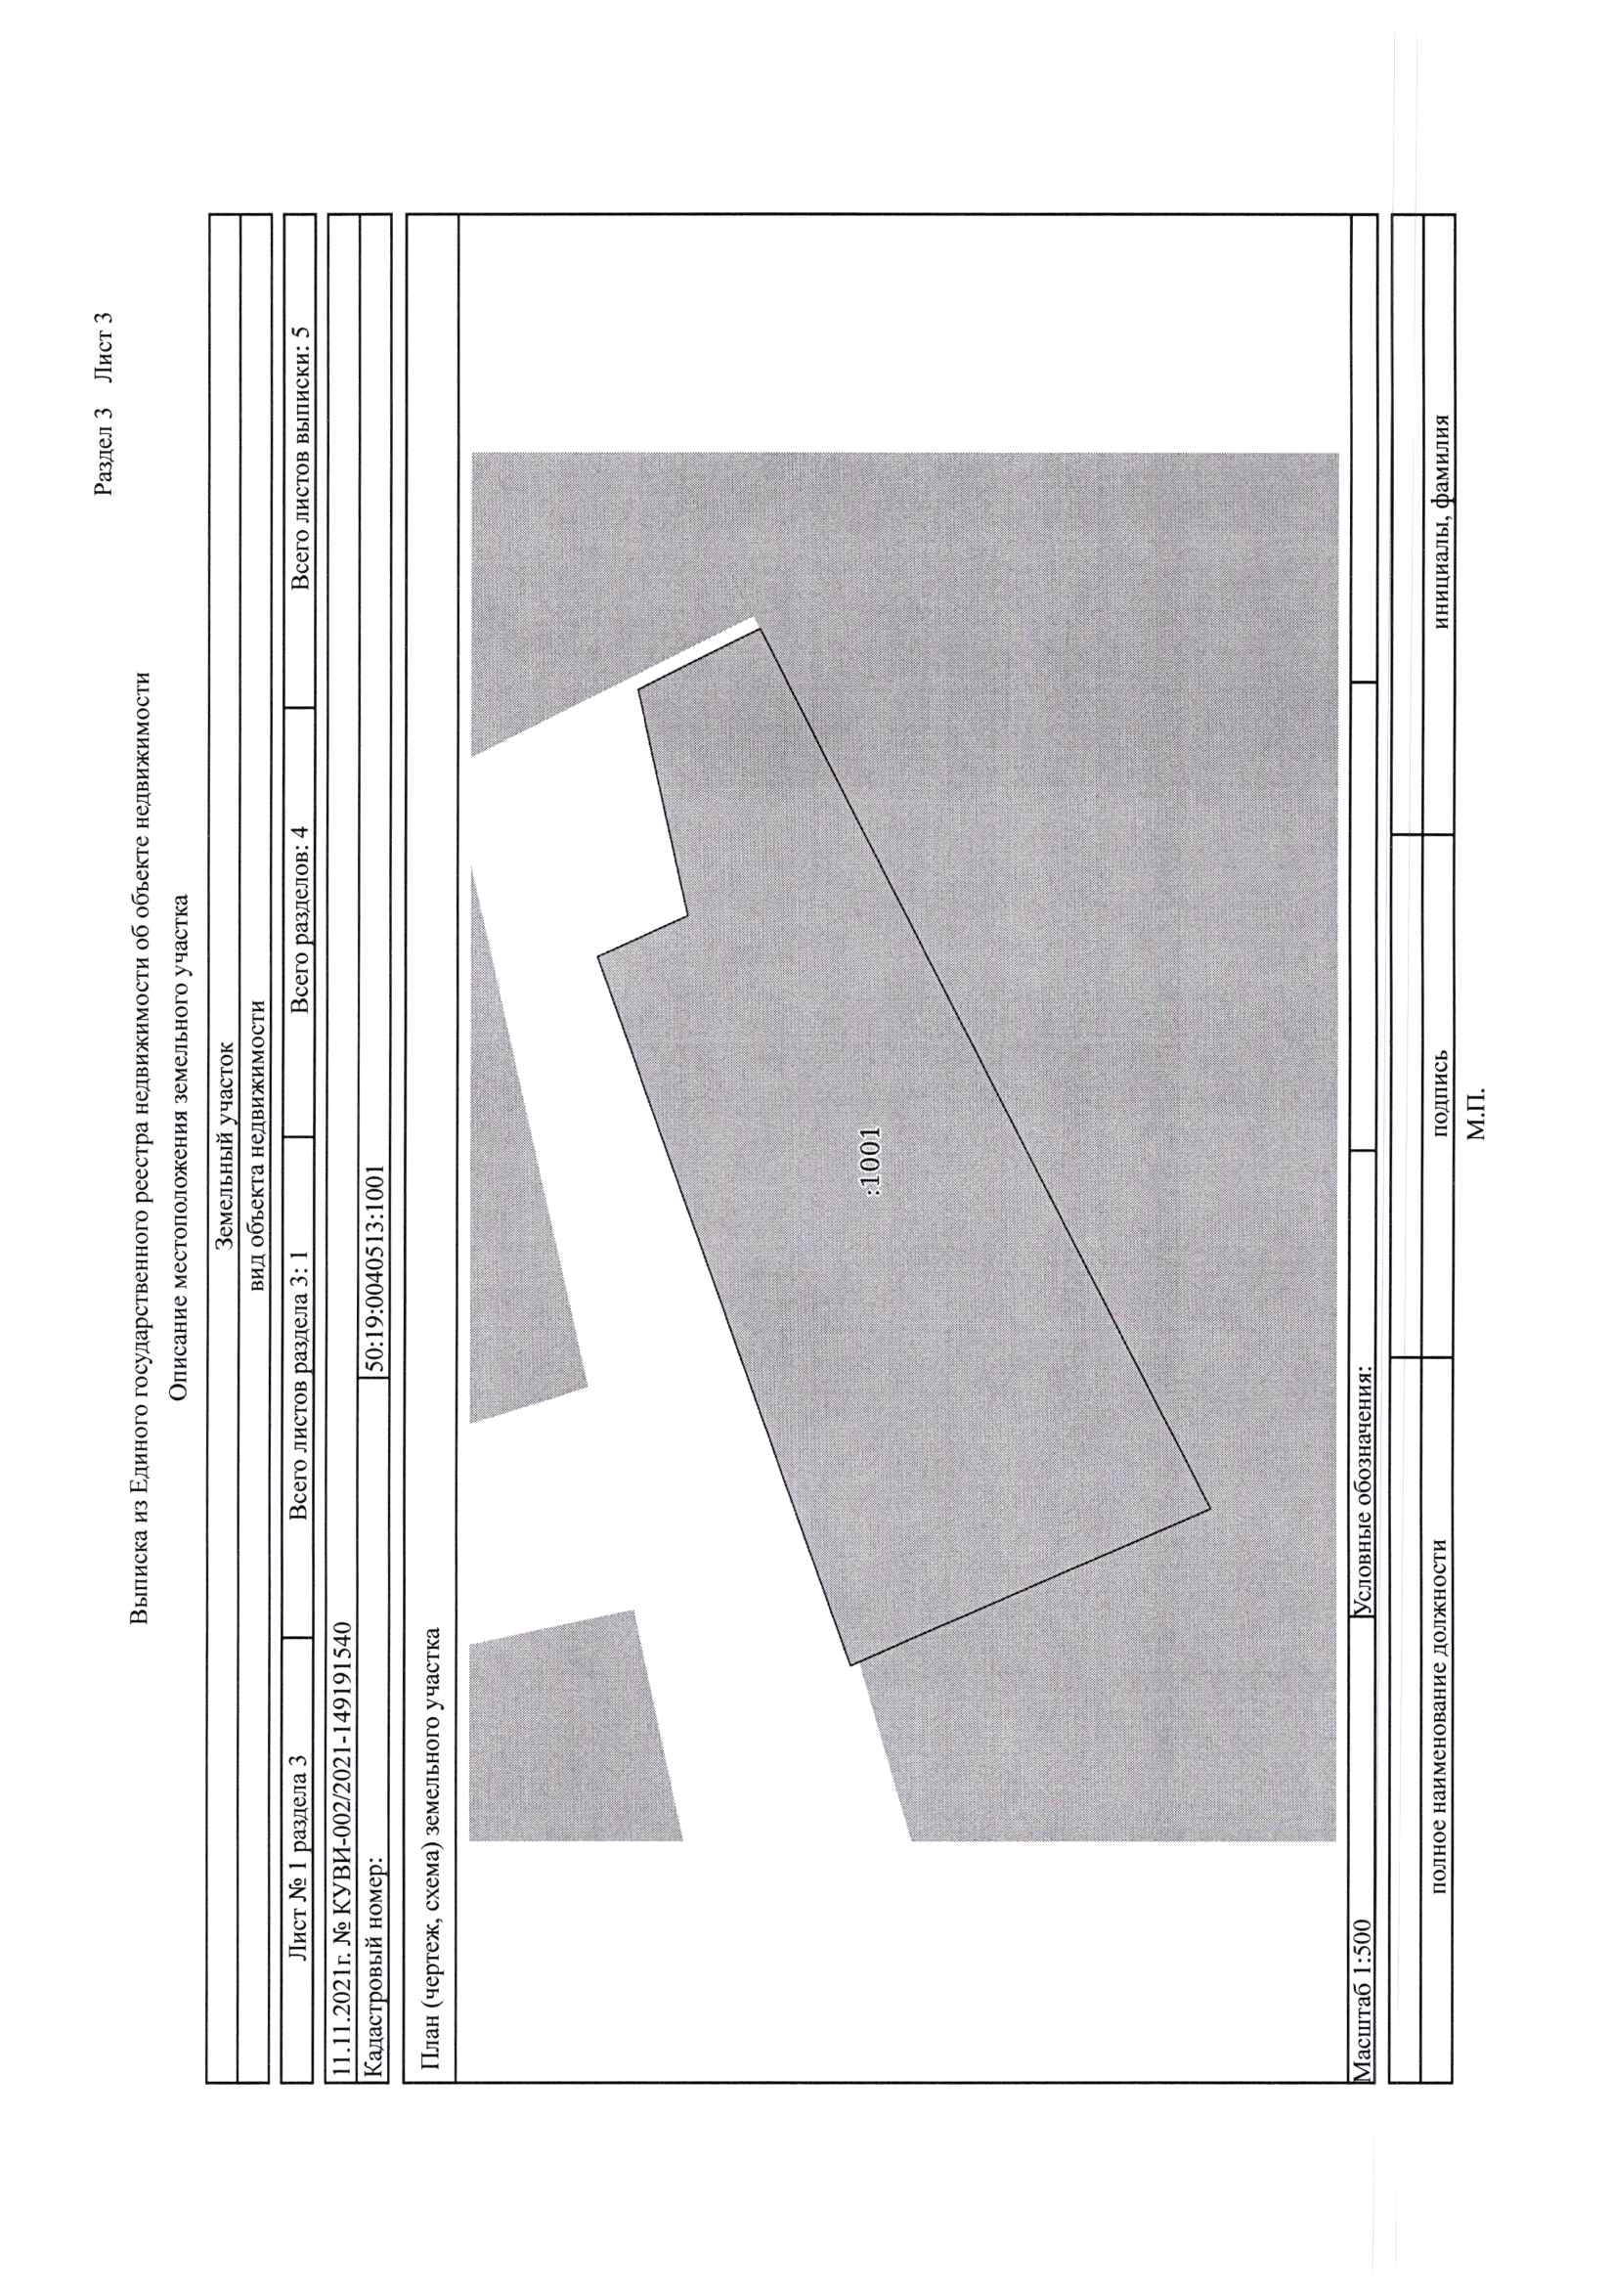 Раздел 3 Лист 3
Выписка из Единого государственного реестра недвижимости об объекте недвижимости
Описание местоположения земельного участка
Земельный участок
вид объекта недвижимости
Лист № 1 раздела 3 Всего листов раздела 3: 1 Всего разделов: 4 Всего листов выписки: 5
11.11.2021г. № КУВИ-002/2021-149191540
Кадастровый номер: 50:19:0040513:1001
План (чертеж, схема) земельного участка
:1001
Масштаб 1:500 Условные обозначения:
полное наименование должности подпись инициалы, фамилия
М.П.